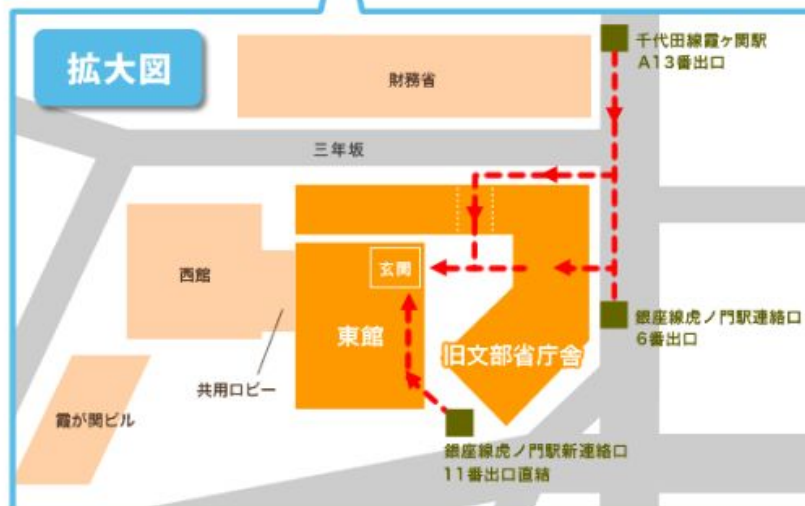 拡大図
千代田線霞ヶ関駅
A13番出口
財務省
三年坂
西館
玄関
東館
旧文部省庁舎
銀座線虎ノ門駅連絡口
6番出口
共用ロビー
霞が関ビル
銀座線虎ノ門駅新連絡口
11番出口直結